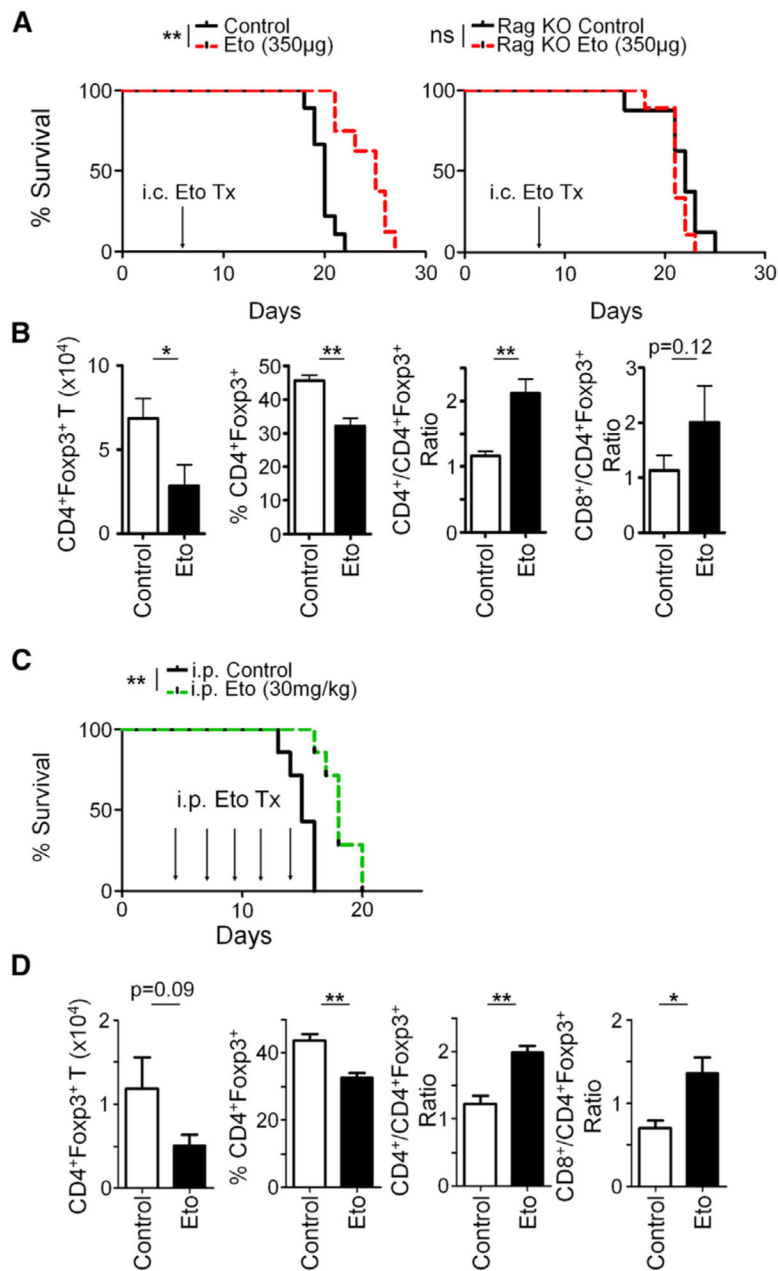 A
** Control
Eto (350µg)
ns Rag KO Control
Rag KO Eto (350µg)
% Survival
100
50
0
i.c. Eto Tx
0 10 20 30
Days
100
50
0
i.c. Eto Tx
0 10 20 30
Days
B
CD4+Foxp3+ T (x10⁴)
10
5
0
*
Control
Eto
% CD4+Foxp3+
50
40
30
20
10
0
**
Control
Eto
CD4+/CD4+Foxp3+
Ratio
2
1
0
**
Control
Eto
CD8+/CD4+Foxp3+
Ratio
3
2
1
0
p=0.12
Control
Eto
C
** i.p. Control
i.p. Eto (30mg/kg)
% Survival
100
50
0
i.p. Eto Tx
0 10 20
Days
D
CD4+Foxp3+ T (x10⁴)
2
1
0
p=0.09
Control
Eto
% CD4+Foxp3+
40
20
0
**
Control
Eto
CD4+/CD4+Foxp3+
Ratio
2
1
0
**
Control
Eto
CD8+/CD4+Foxp3+
Ratio
2
1
0
*
Control
Eto